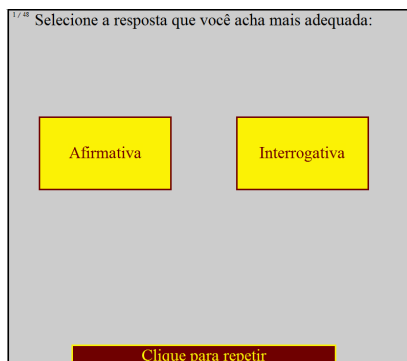 1 / 48 Selecione a resposta que você acha mais adequada:
Afirmativa Interrogativa
Clique para repetir